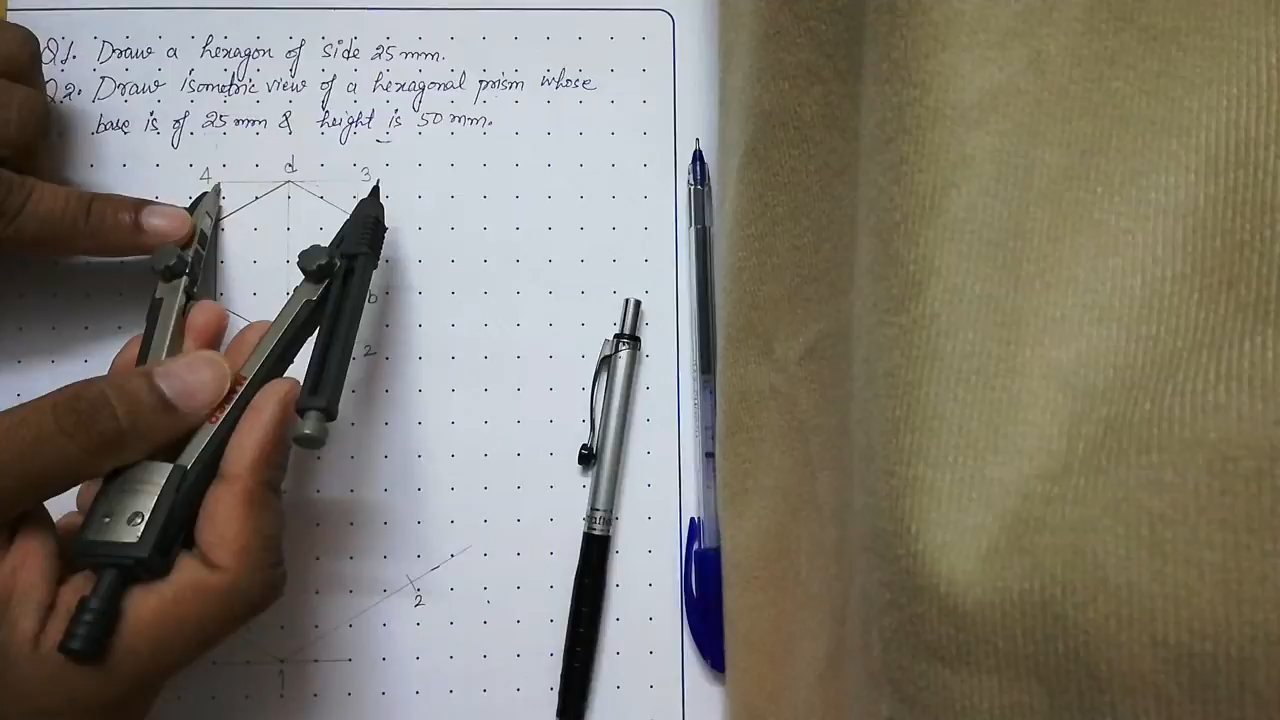 Q1. Draw a hexagon of side 25 mm.
Q2. Draw isometric view of a hexagonal prism whose
base is of 25 mm & height is 50 mm.
4 d 3
b
2
2
1